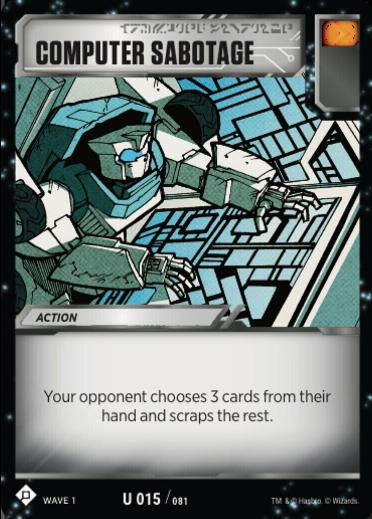 COMPUTER SABOTAGE
ACTION
Your opponent chooses 3 cards from their
hand and scraps the rest.
WAVE 1 U 015 / 081 TM & © Hasbro. © Wizards.